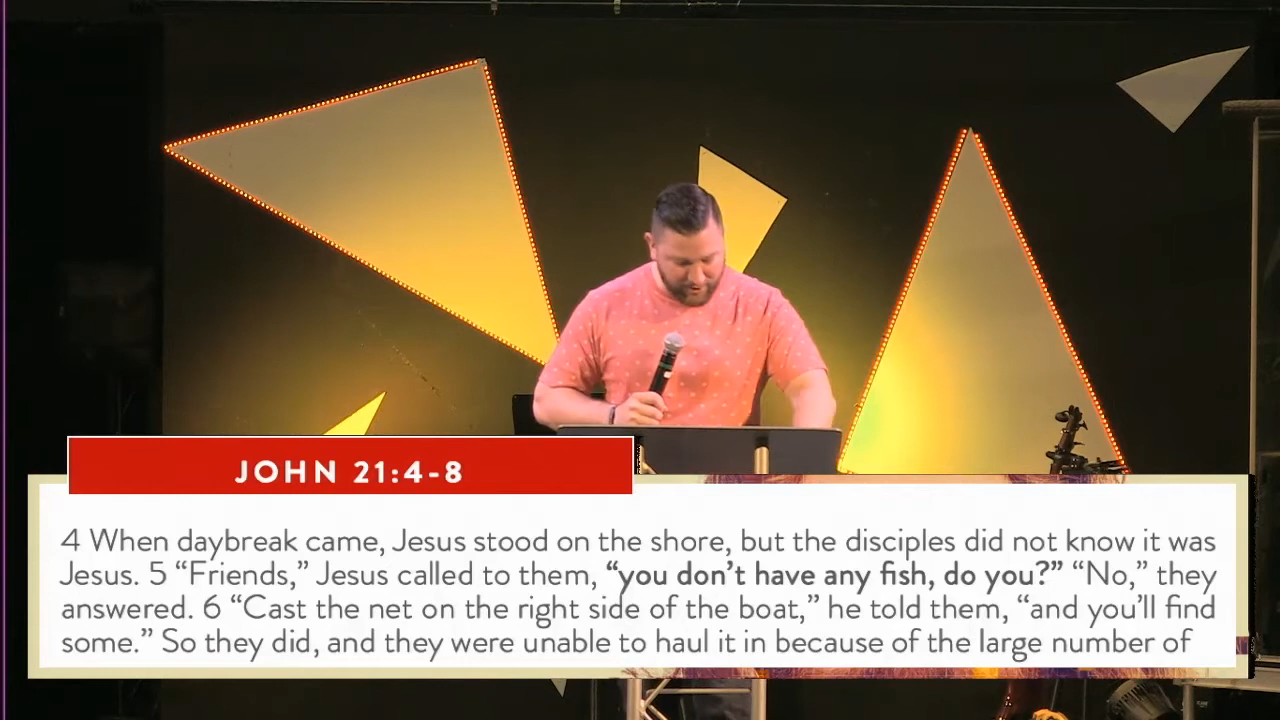 JOHN 21:4-8
4 When daybreak came, Jesus stood on the shore, but the disciples did not know it was
Jesus. 5 “Friends,” Jesus called to them, “you don’t have any fish, do you?” “No,” they
answered. 6 “Cast the net on the right side of the boat,” he told them, “and you’ll find
some.” So they did, and they were unable to haul it in because of the large number of